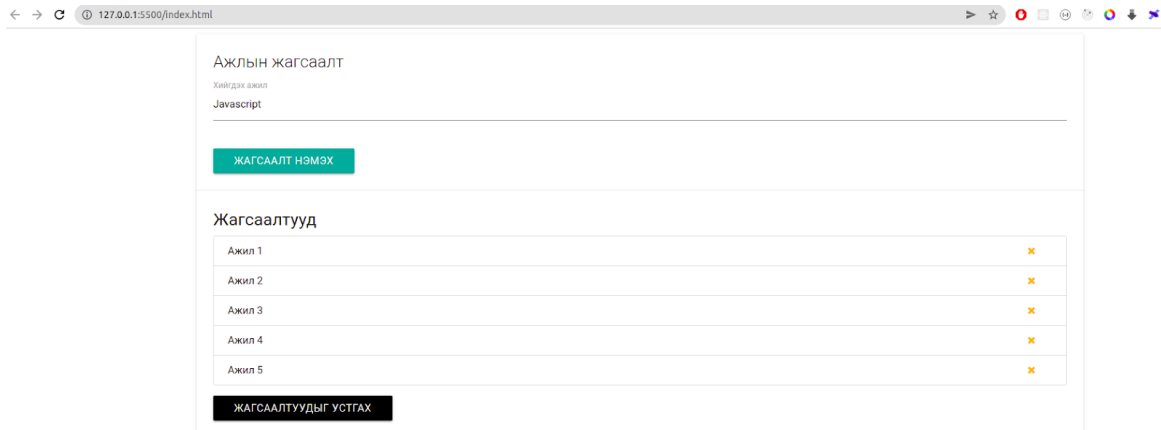 127.0.0.1:5500/index.html
Ажлын жагсаалт
Хийгдэх ажил
Javascript
ЖАГСААЛТ НЭМЭХ
Жагсаалтууд
Ажил 1
Ажил 2
Ажил 3
Ажил 4
Ажил 5
ЖАГСААЛТУУДЫГ УСТГАХ